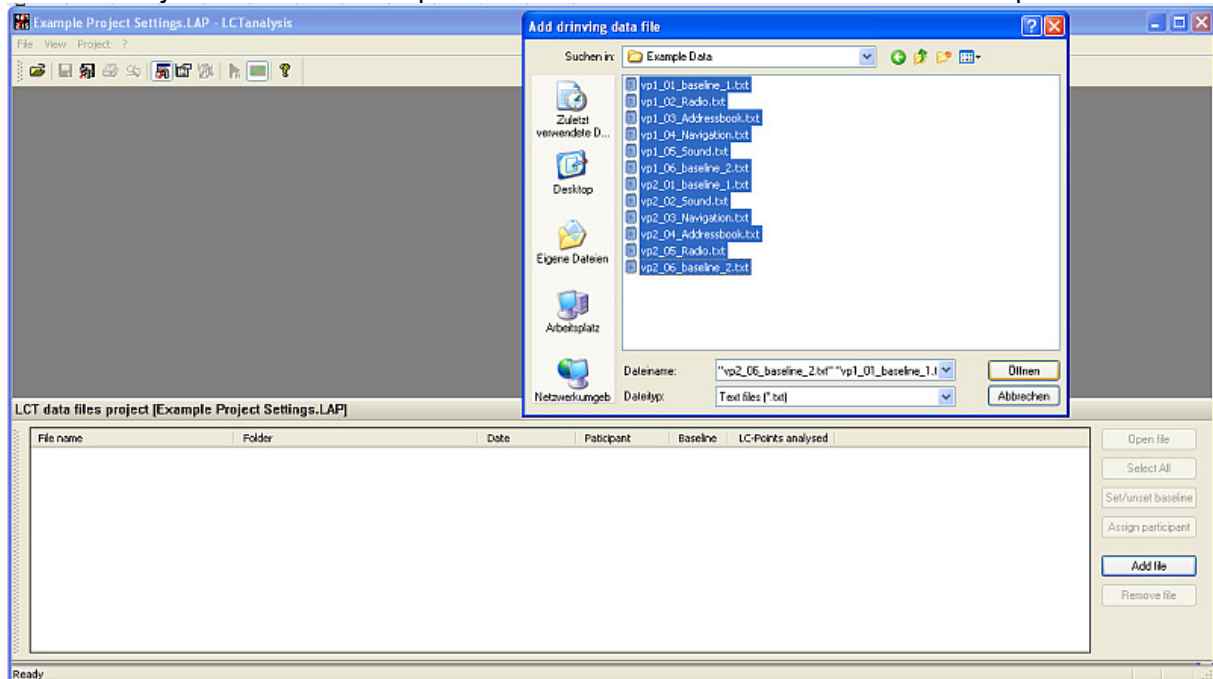 Example Project Settings.LAP - LCTanalysis
File View Project ?
Add drinving data file
Suchen in:
Example Data
Zuletzt
verwendete D...
Desktop
Eigene Dateien
Arbeitsplatz
Netzwerkumgeb
vp1_01_baseline_1.txt
vp1_02_Radio.txt
vp1_03_Addressbook.txt
vp1_04_Navigation.txt
vp1_05_Sound.txt
vp1_06_baseline_2.txt
vp2_01_baseline_1.txt
vp2_02_Sound.txt
vp2_03_Navigation.txt
vp2_04_Addressbook.txt
vp2_05_Radio.txt
vp2_06_baseline_2.txt
Dateiname:
"vp2_06_baseline_2.txt" "vp1_01_baseline_1.t
Öffnen
Dateityp:
Text files (*.txt)
Abbrechen
LCT data files project [Example Project Settings.LAP]
File name Folder Date Paticipant Baseline LC-Points analysed
Open file
Select All
Set/unset baseline
Assign participant
Add file
Remove file
Ready